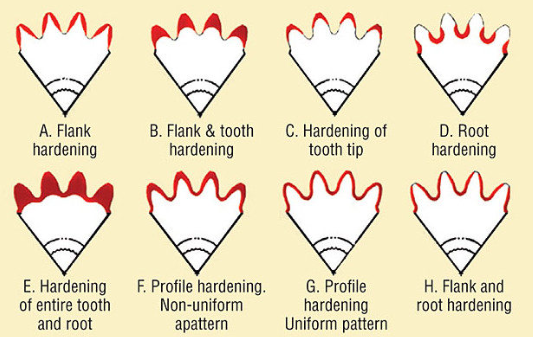 A. Flank
hardening
B. Flank & tooth
hardening
C. Hardening of
tooth tip
D. Root
hardening
E. Hardening
of entire tooth
and root
F. Profile hardening.
Non-uniform
apattern
G. Profile
hardening
Uniform pattern
H. Flank and
root hardening